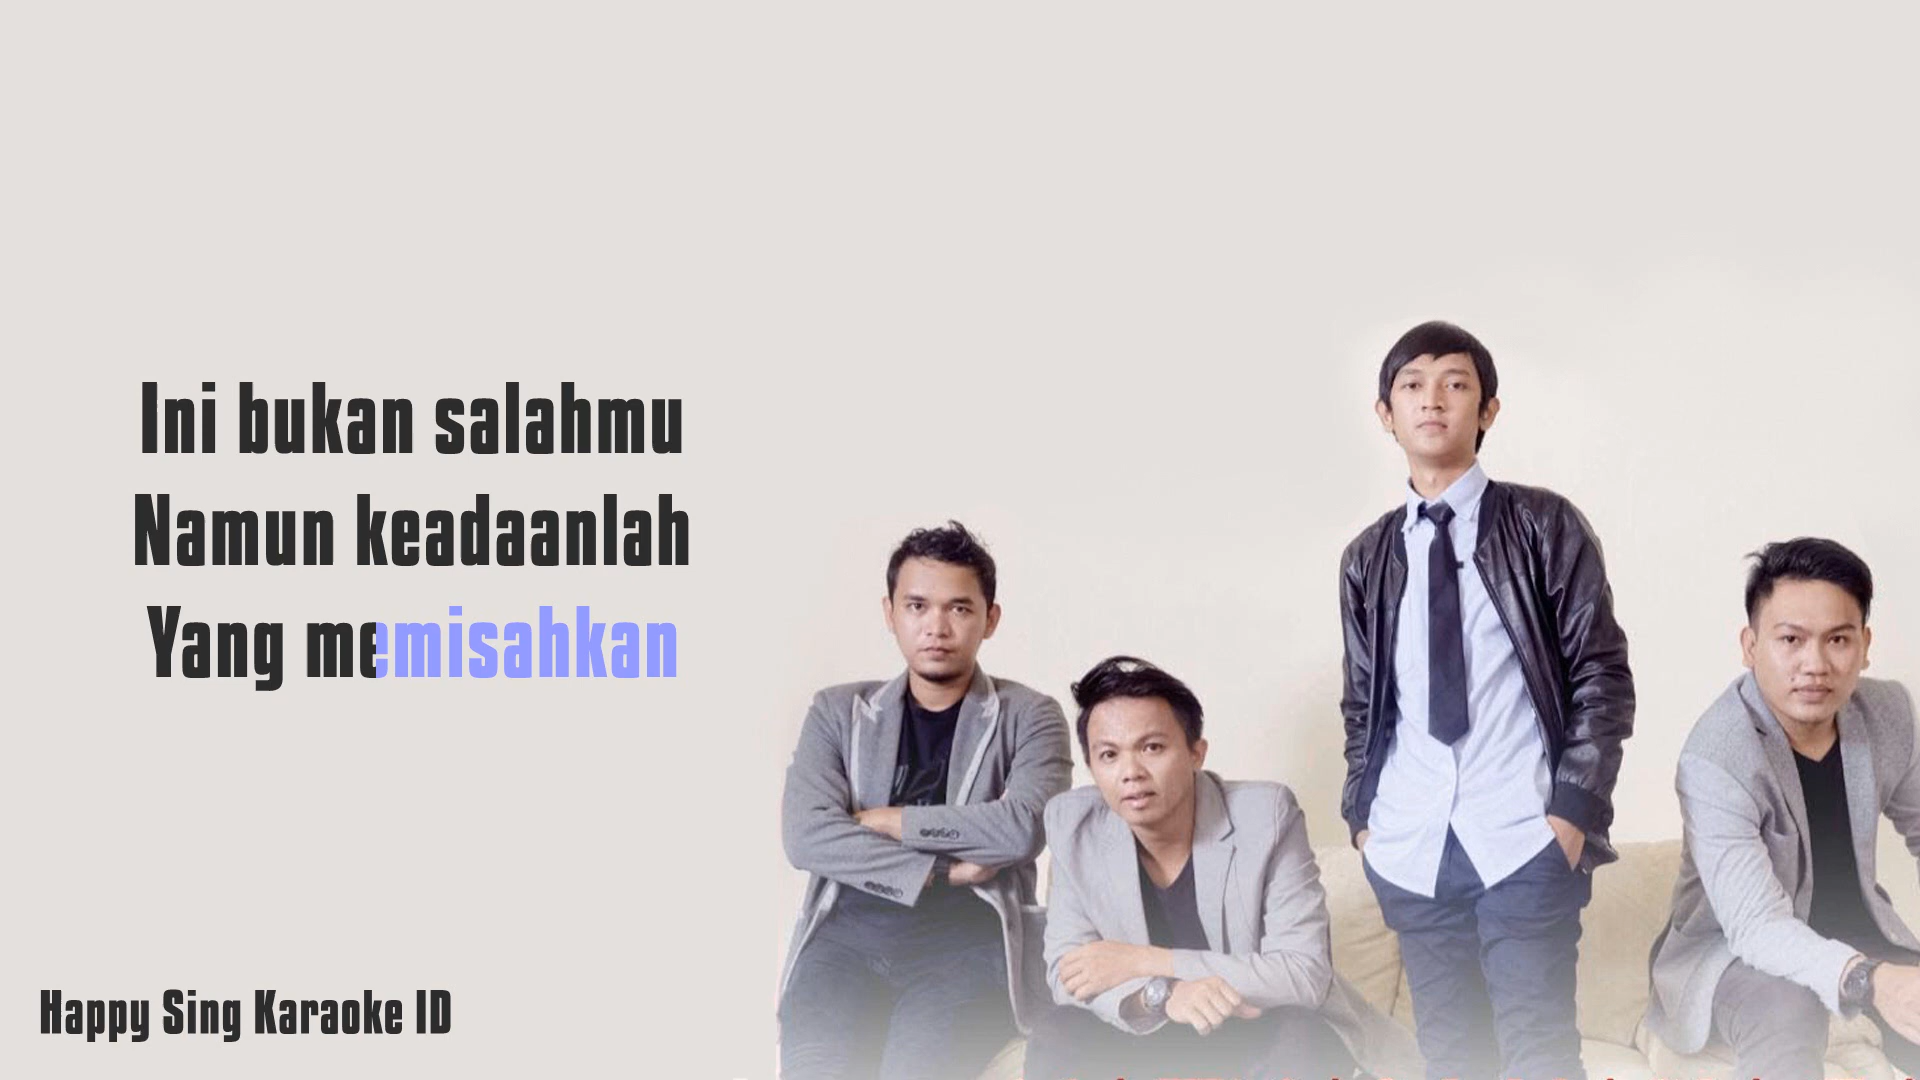 Ini bukan salahmu
Namun keadaanlah
Yang memisahkan
Happy Sing Karaoke ID